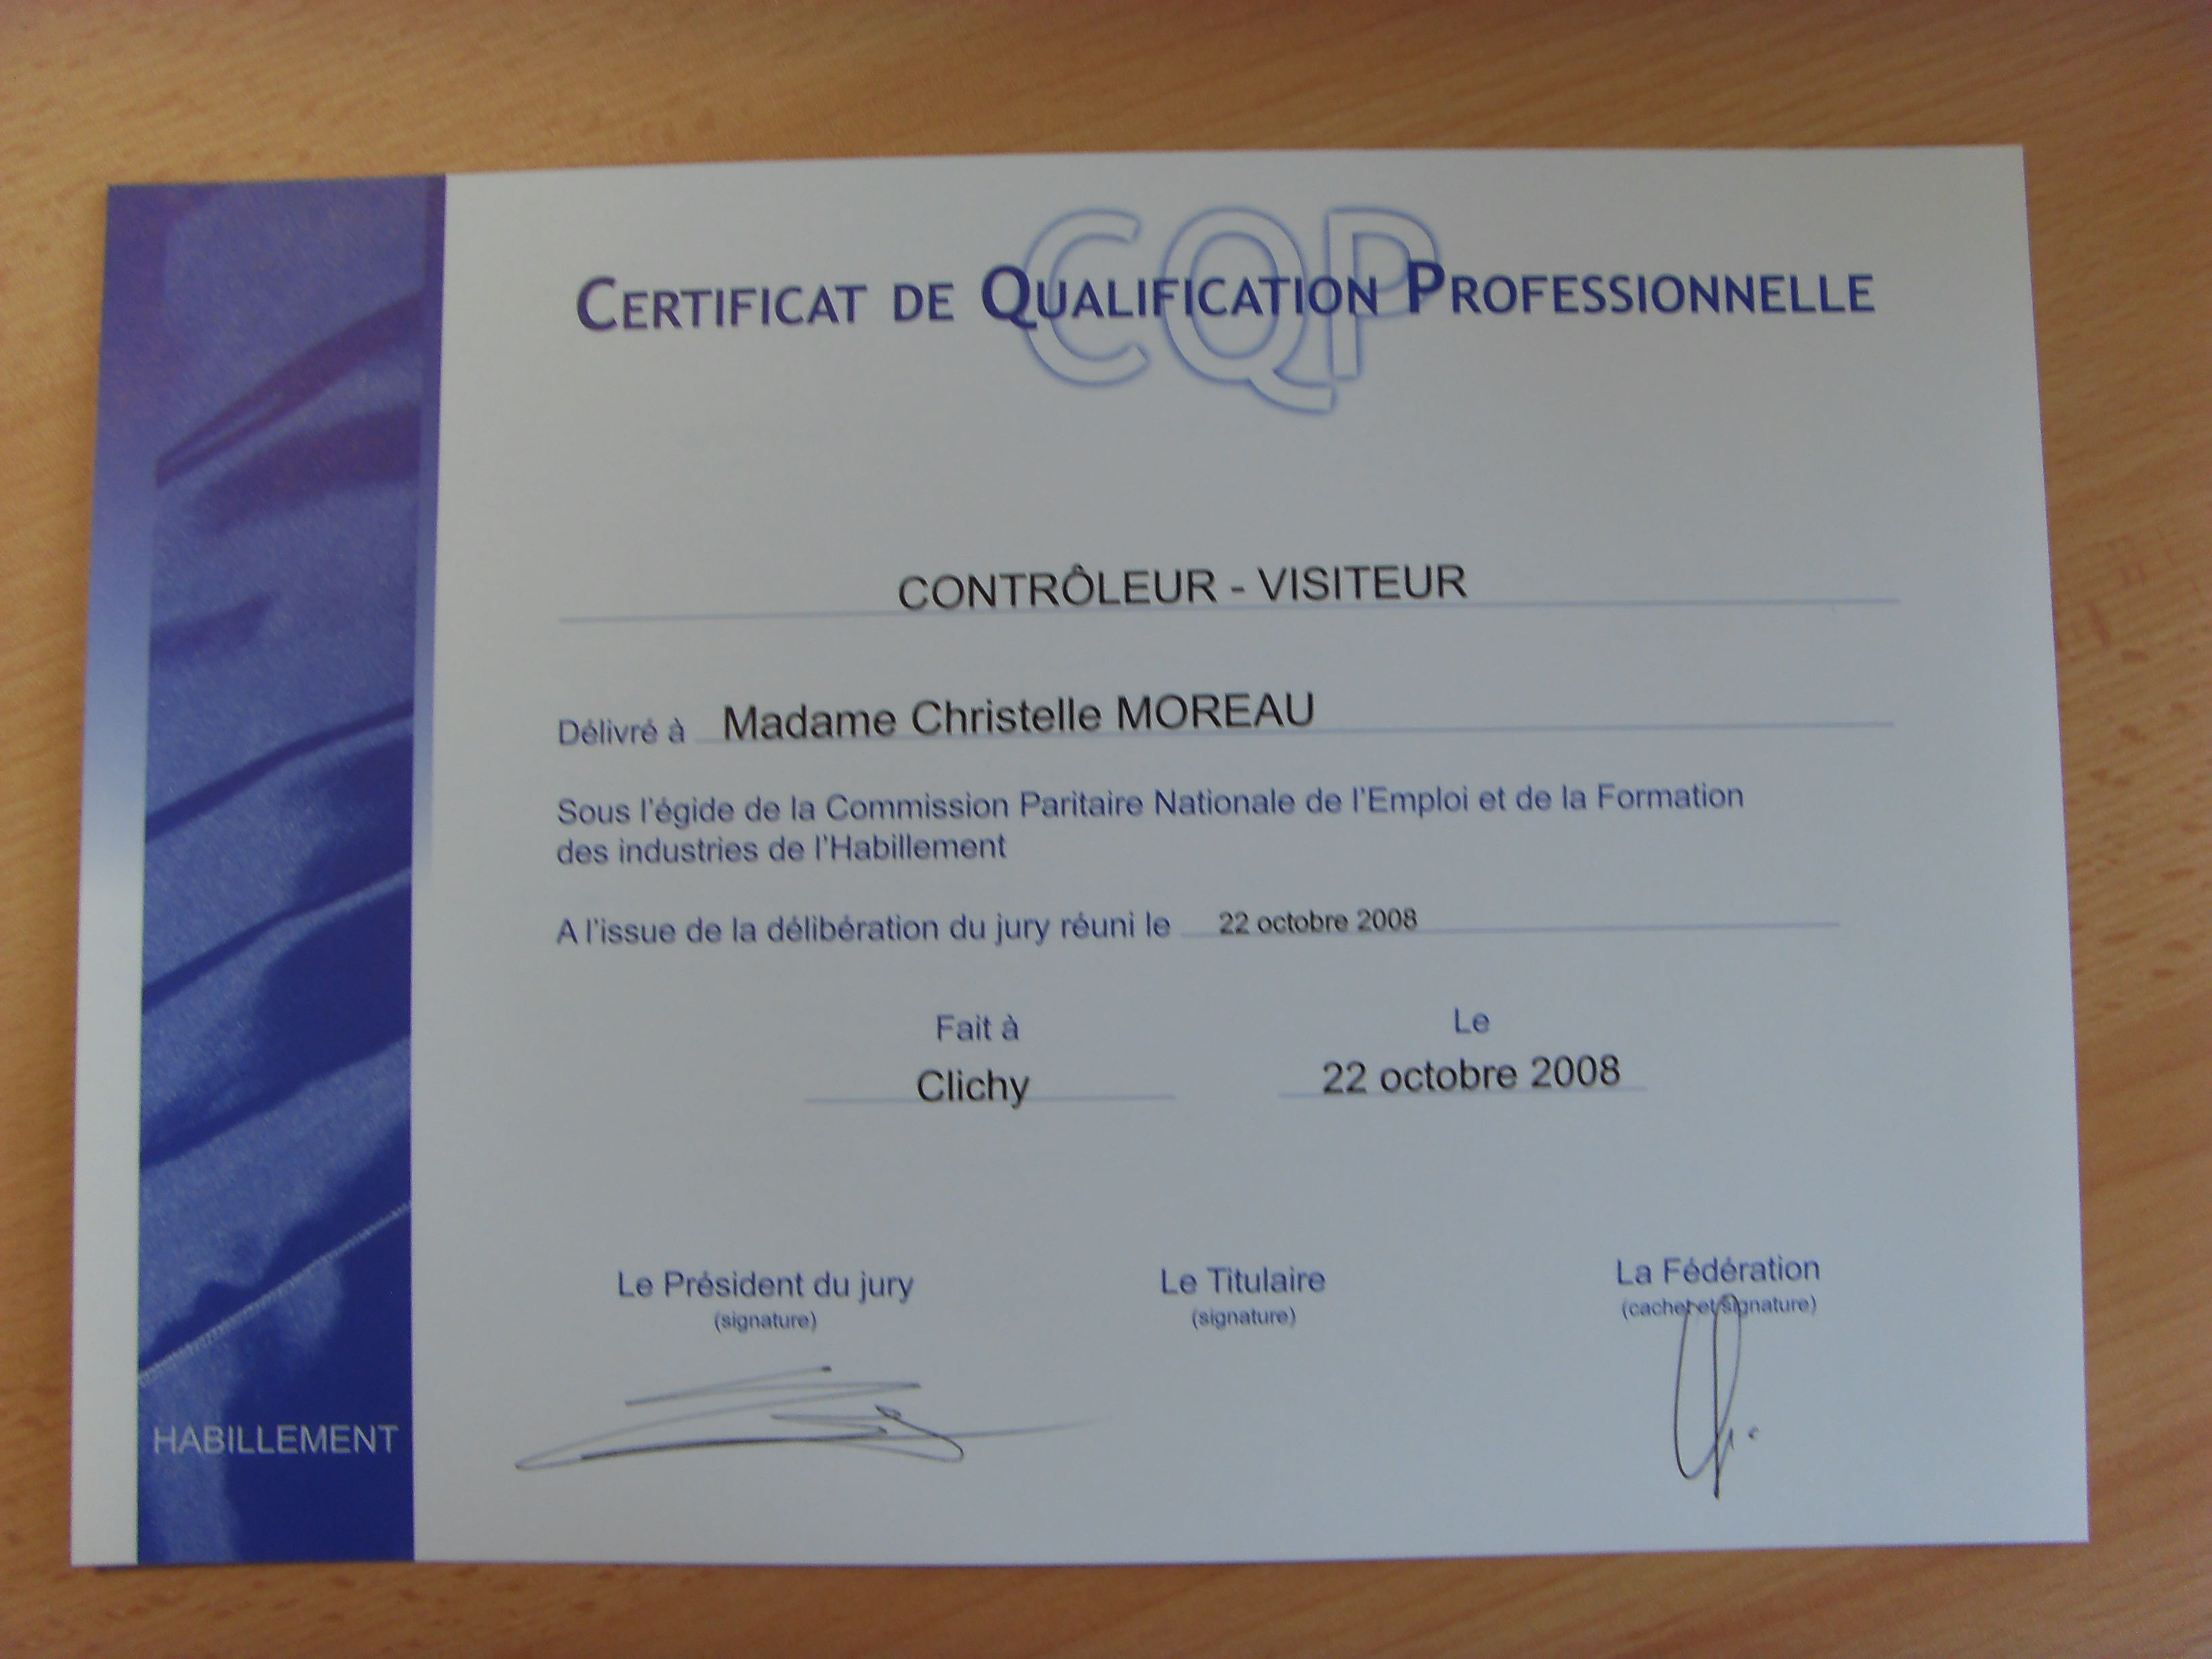 CQP
CERTIFICAT DE QUALIFICATION PROFESSIONNELLE
CONTRÔLEUR - VISITEUR
Délivré à Madame Christelle MOREAU
Sous l'égide de la Commission Paritaire Nationale de l'Emploi et de la Formation
des industries de l'Habillement
A l'issue de la délibération du jury réuni le 22 octobre 2008
Fait à Le
Clichy 22 octobre 2008
Le Président du jury Le Titulaire La Fédération
(signature) (signature) (cachet et signature)
HABILLEMENT